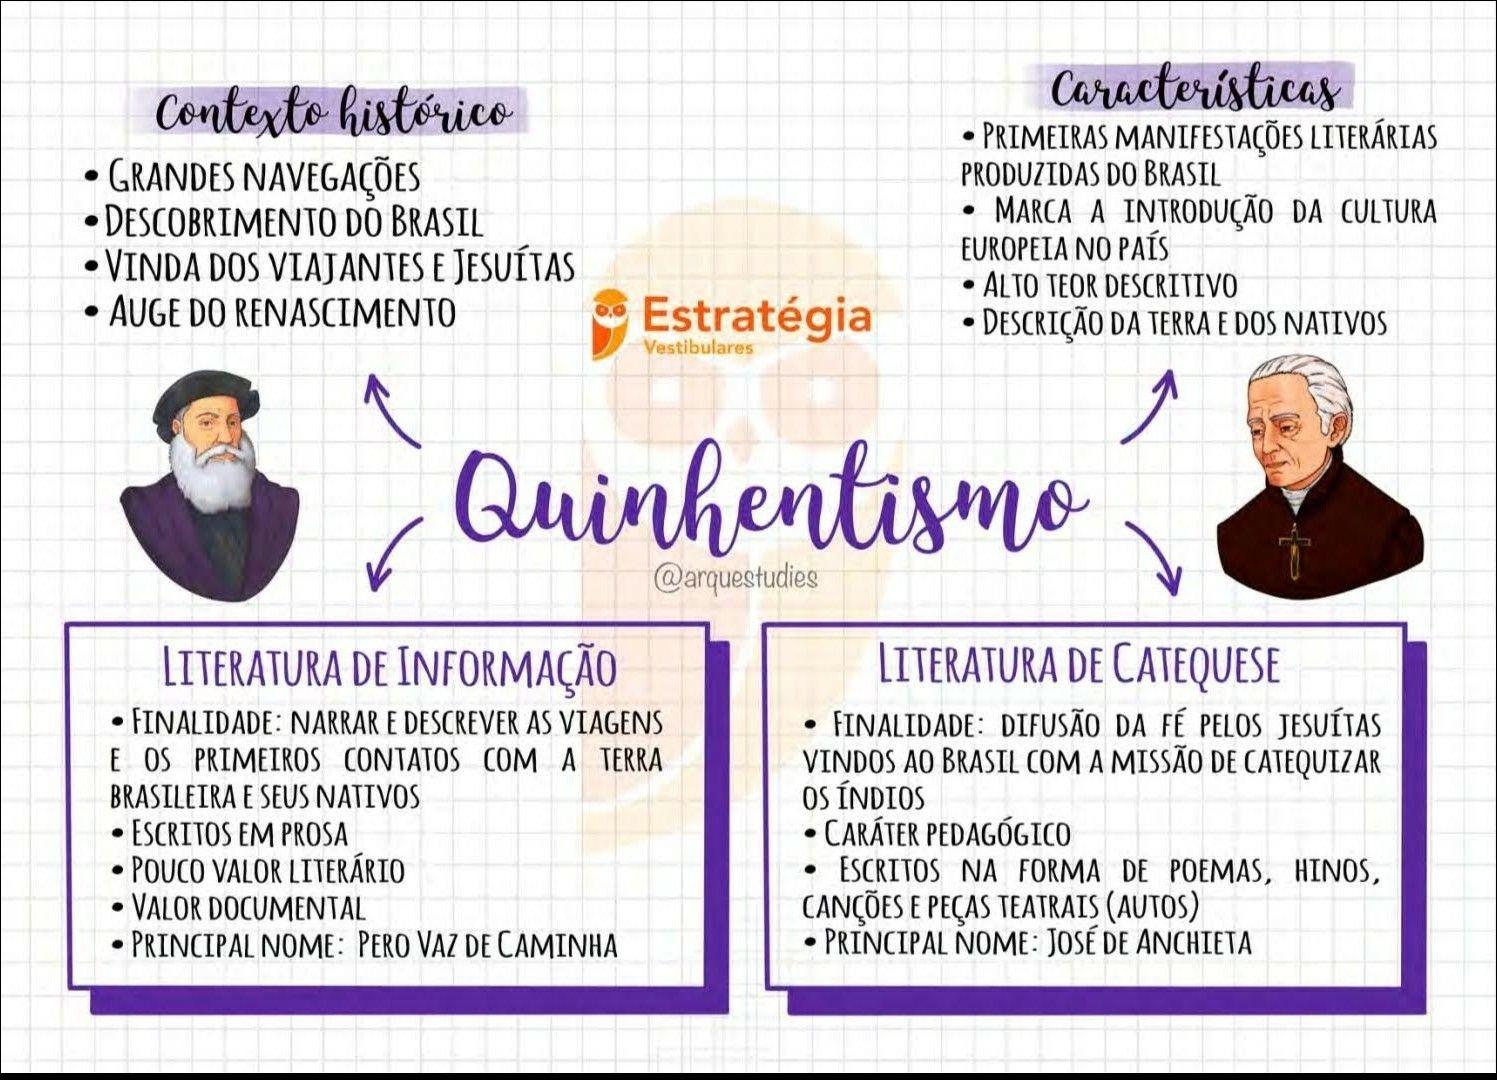 Contexto histórico
• Grandes navegações
• Descobrimento do Brasil
• Vinda dos viajantes e Jesuítas
• Auge do renascimento
Características
• Primeiras manifestações literárias
produzidas do Brasil
• Marca a introdução da cultura
europeia no país
• Alto teor descritivo
• Descrição da terra e dos nativos
Estratégia
Vestibulares
Quinhentismo
@arquestudies
Literatura de Informação
• Finalidade: narrar e descrever as viagens
e os primeiros contatos com a terra
brasileira e seus nativos
• Escritos em prosa
• Pouco valor literário
• Valor documental
• Principal nome: Pero Vaz de Caminha
Literatura de Catequese
• Finalidade: difusão da fé pelos jesuítas
vindos ao Brasil com a missão de catequizar
os índios
• Caráter pedagógico
• Escritos na forma de poemas, hinos,
canções e peças teatrais (autos)
• Principal nome: José de Anchieta